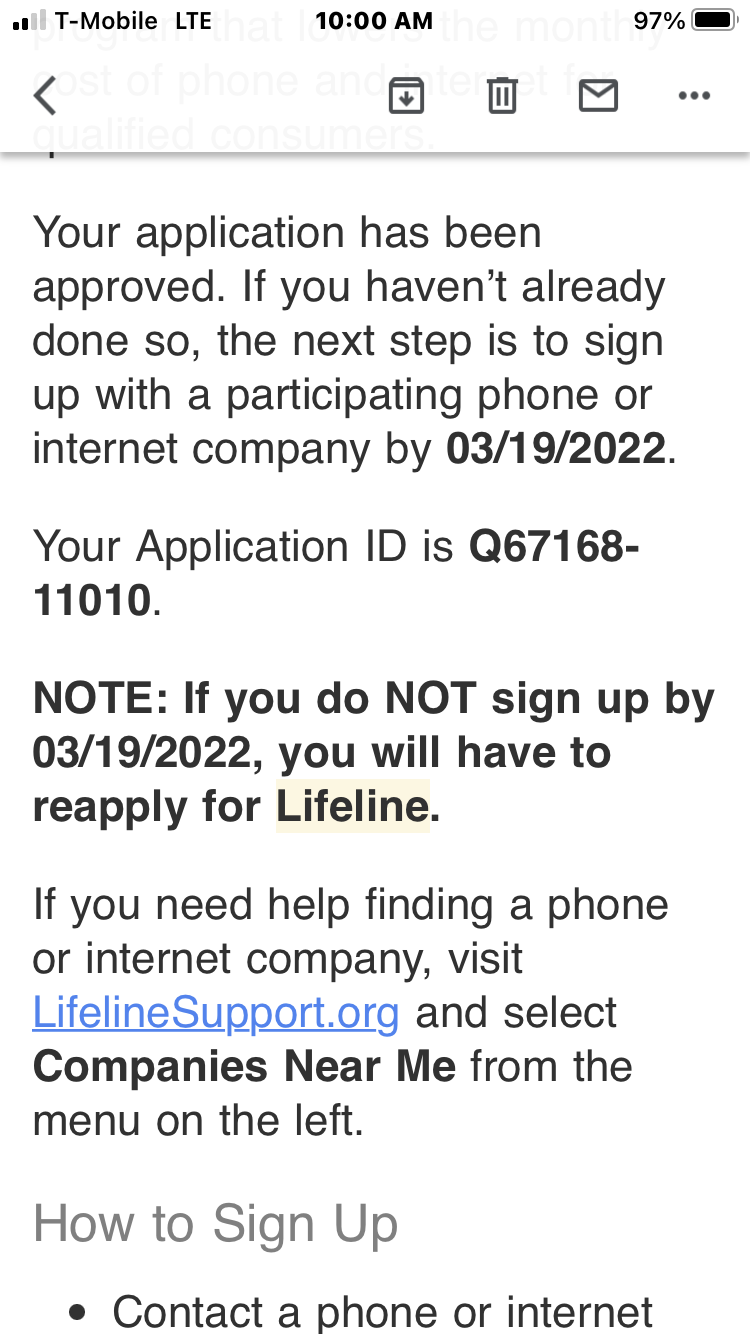 T-Mobile LTE 10:00 AM 97%
program that lowers the monthly
cost of phone and internet for
qualified consumers.
Your application has been
approved. If you haven’t already
done so, the next step is to sign
up with a participating phone or
internet company by 03/19/2022.
Your Application ID is Q67168-
11010.
NOTE: If you do NOT sign up by
03/19/2022, you will have to
reapply for Lifeline.
If you need help finding a phone
or internet company, visit
LifelineSupport.org and select
Companies Near Me from the
menu on the left.
How to Sign Up
• Contact a phone or internet